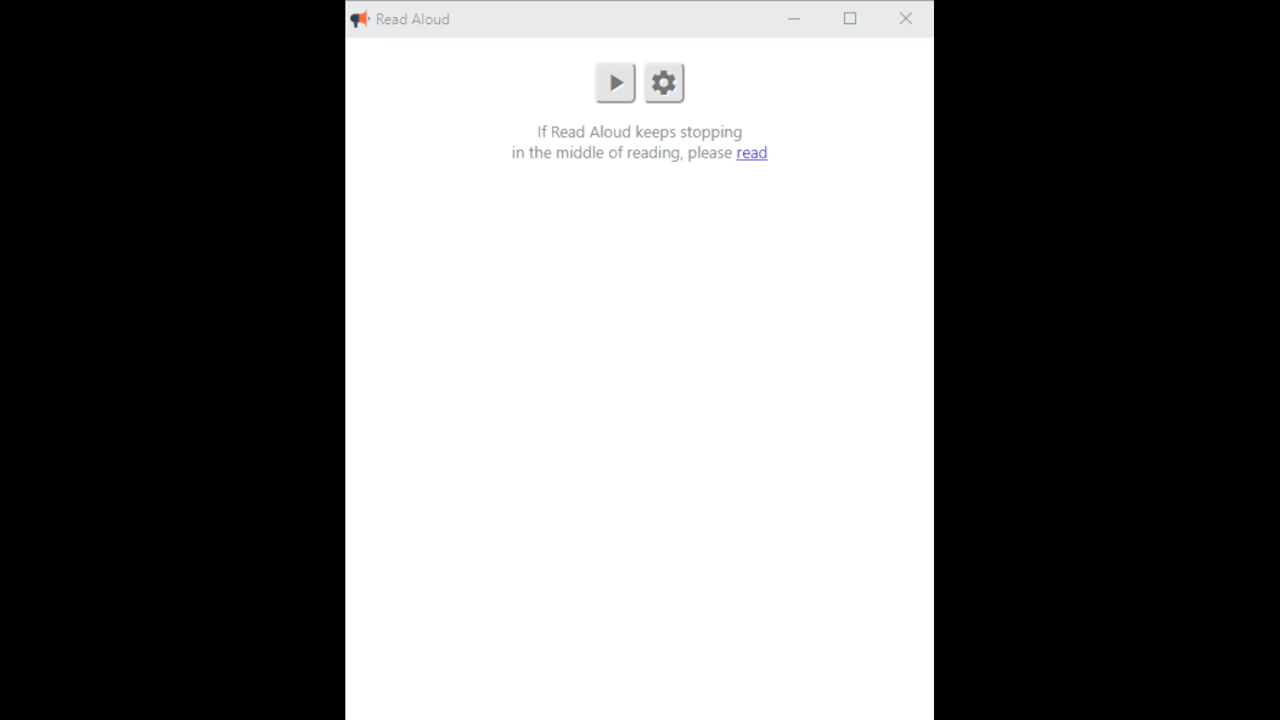 Read Aloud
If Read Aloud keeps stopping
in the middle of reading, please read